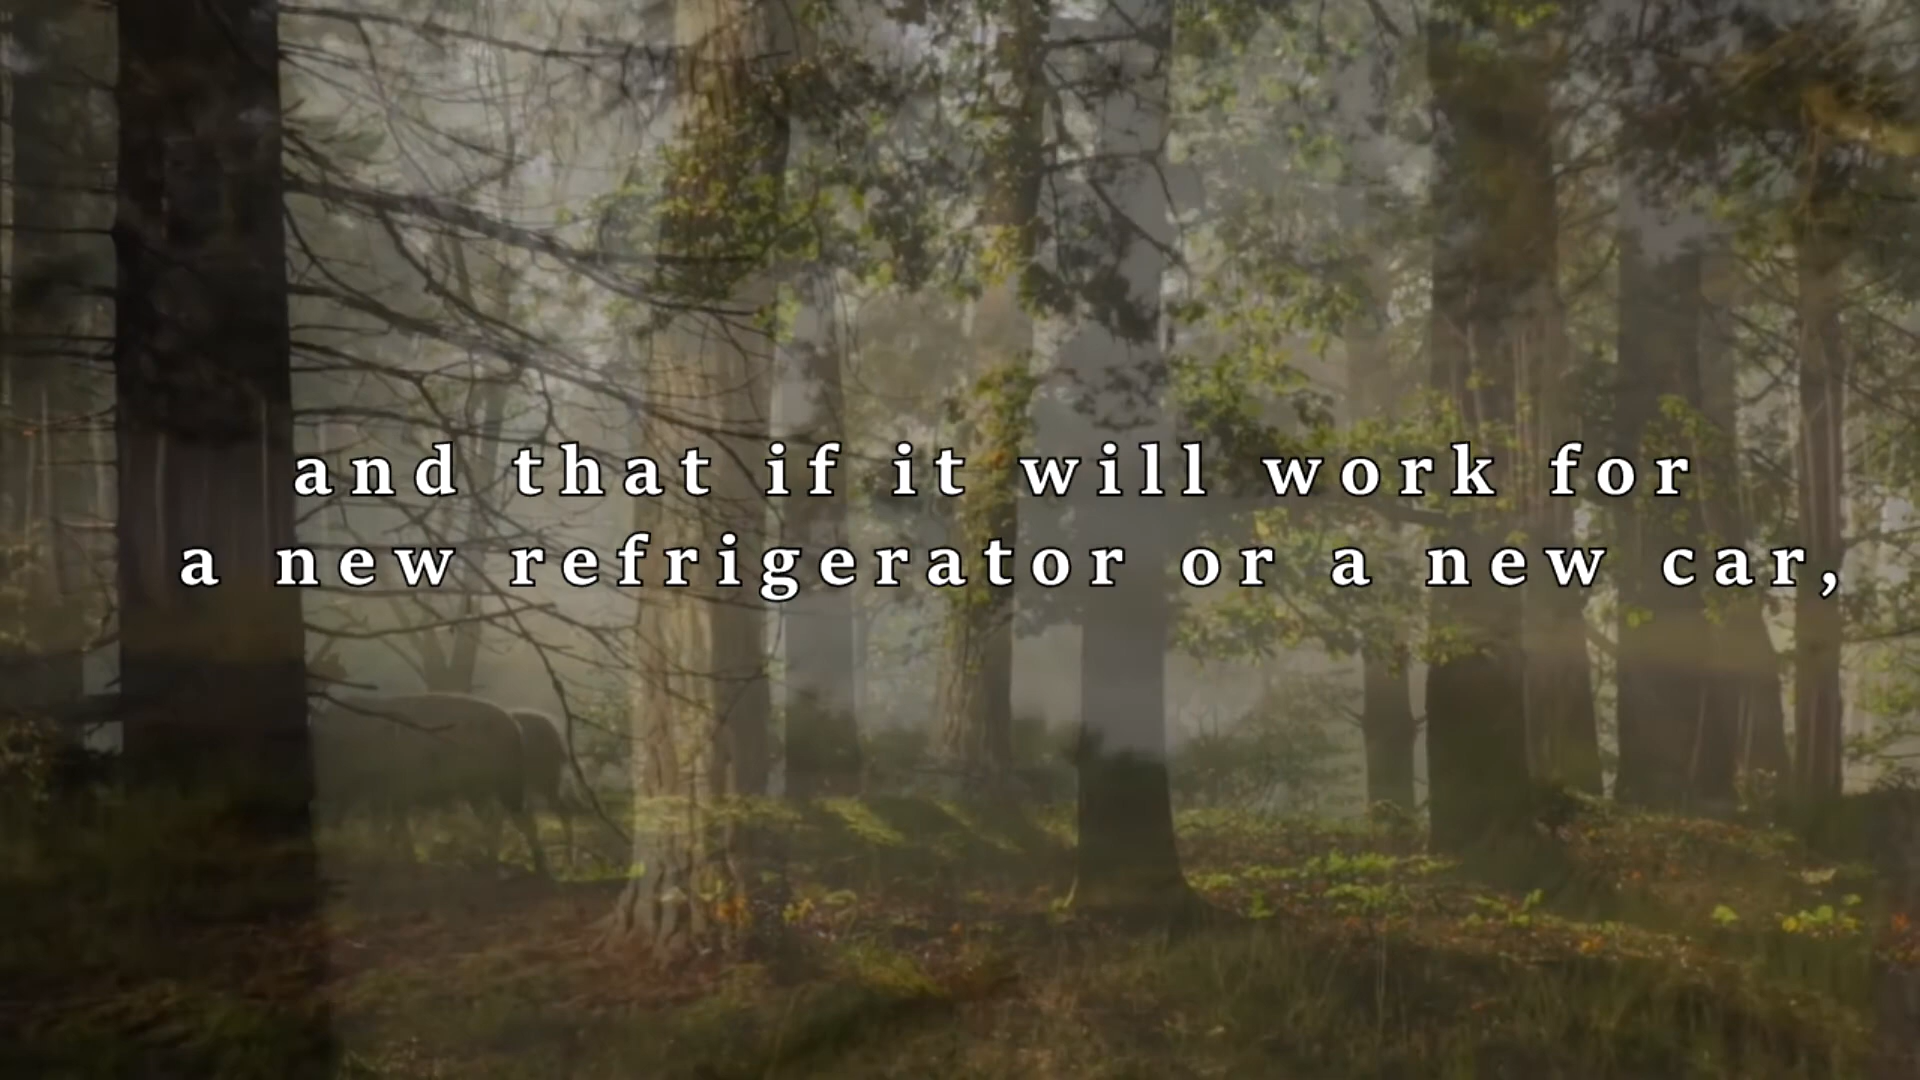 and that if it will work for
a new refrigerator or a new car,